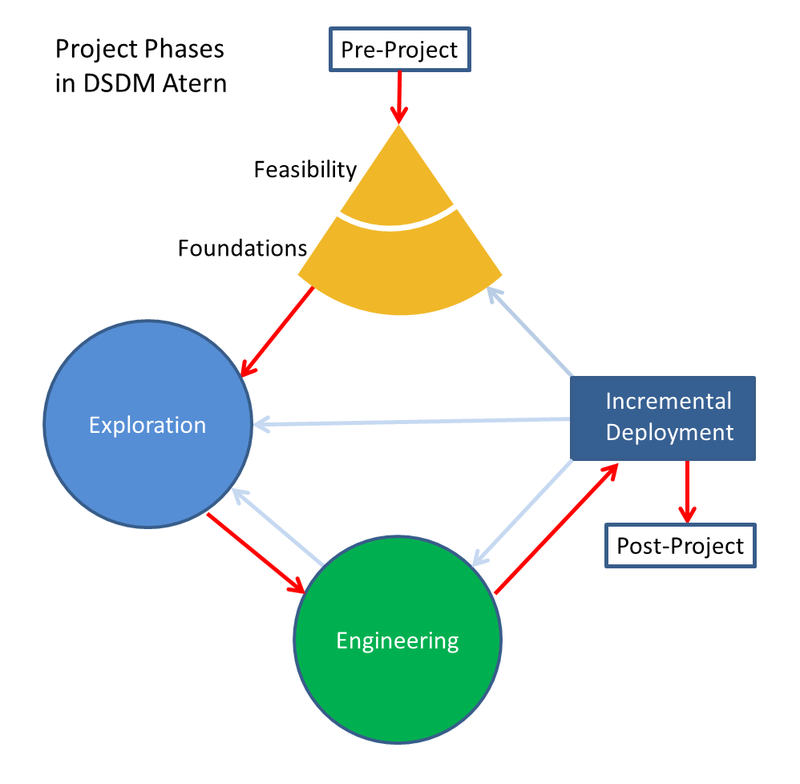 Project Phases
in DSDM Atern
Pre-Project
Feasibility
Foundations
Exploration
Incremental
Deployment
Post-Project
Engineering